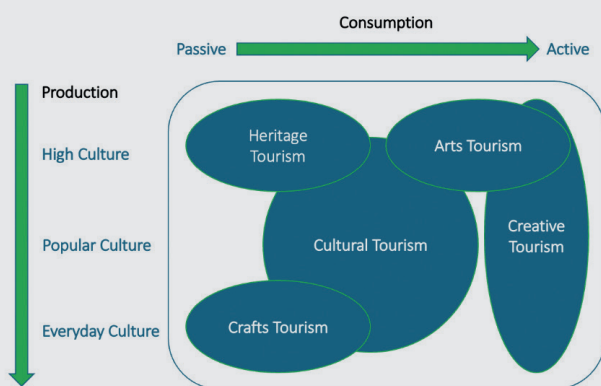 Consumption
Passive
Active
Production
High Culture
Heritage
Tourism
Arts Tourism
Popular Culture
Cultural Tourism
Creative
Tourism
Everyday Culture
Crafts Tourism